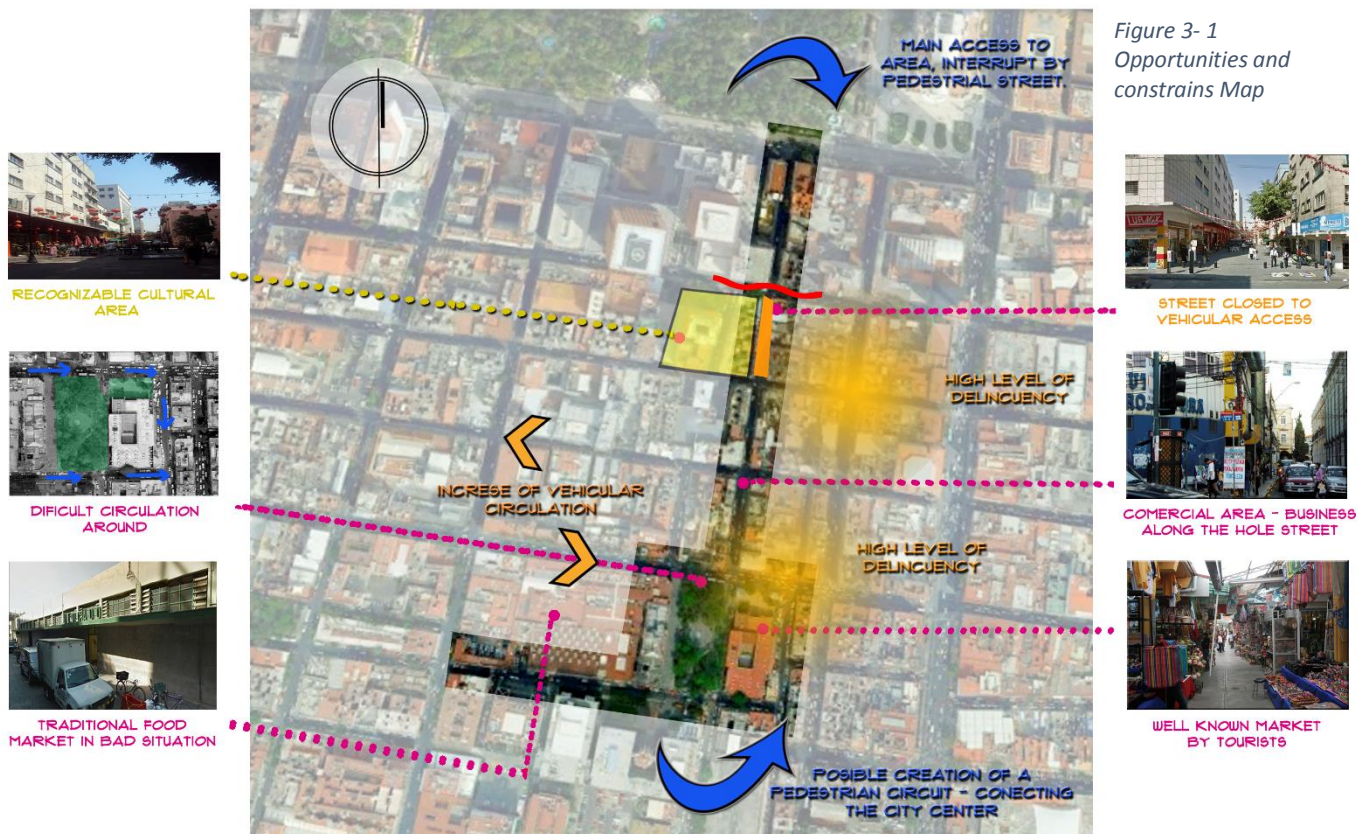 Figure 3- 1
Opportunities and
constrains Map
MAIN ACCESS TO
AREA, INTERRUPT BY
PEDESTRIAL STREET.
RECOGNIZABLE CULTURAL
AREA
STREET CLOSED TO
VEHICULAR ACCESS
HIGH LEVEL OF
DELINCUENCY
INCRESE OF VEHICULAR
CIRCULATION
DIFICULT CIRCULATION
AROUND
COMERCIAL AREA - BUSINESS
ALONG THE HOLE STREET
HIGH LEVEL OF
DELINCUENCY
TRADITIONAL FOOD
MARKET IN BAD SITUATION
WELL KNOWN MARKET
BY TOURISTS
POSIBLE CREATION OF A
PEDESTRIAN CIRCUIT - CONECTING
THE CITY CENTER